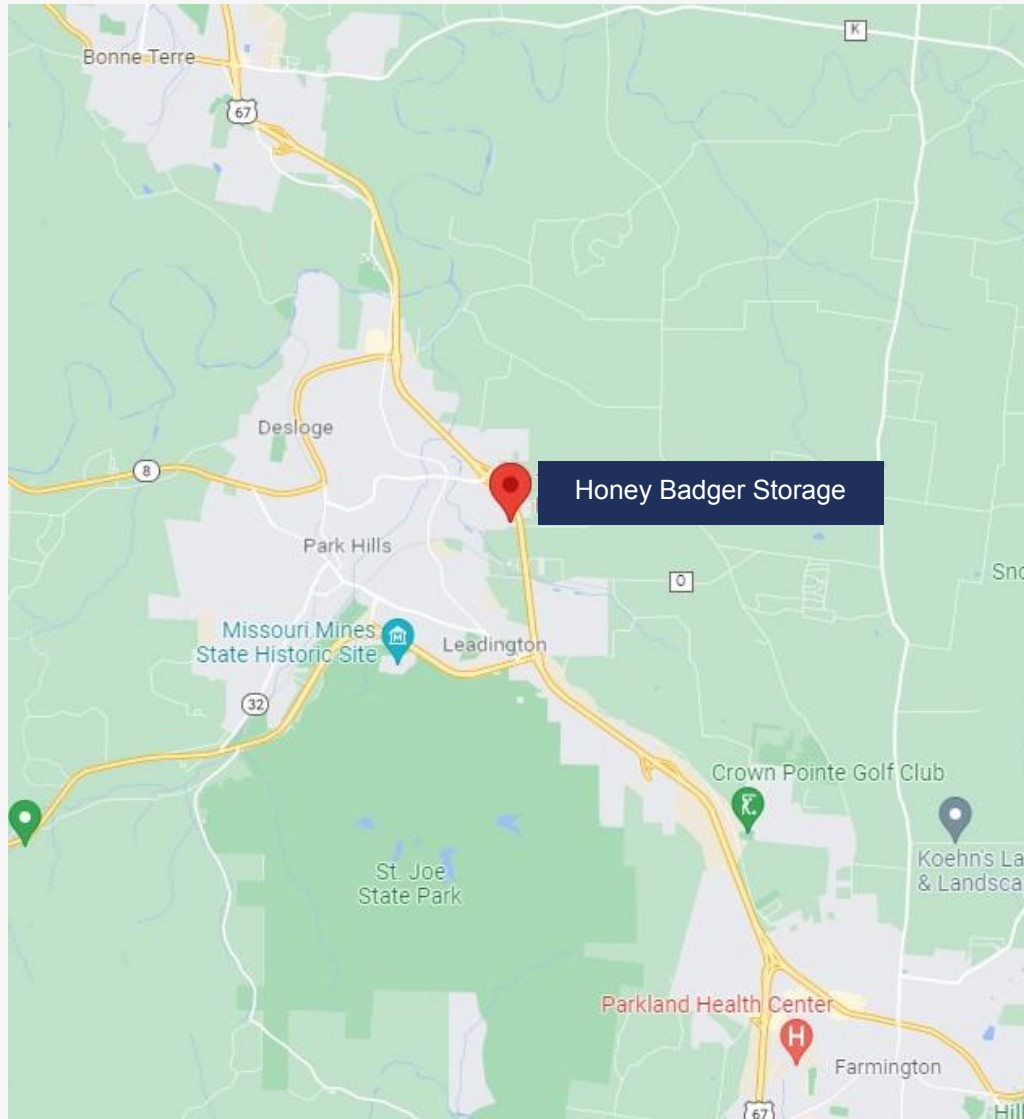 K
Bonne Terre
67
Desloge
8
Honey Badger Storage
Park Hills
O
Missouri Mines
State Historic Site
Leadington
32
Crown Pointe Golf Club
Koehn's La
& Landsca
St. Joe
State Park
Parkland Health Center
H
Farmington
67
Hill